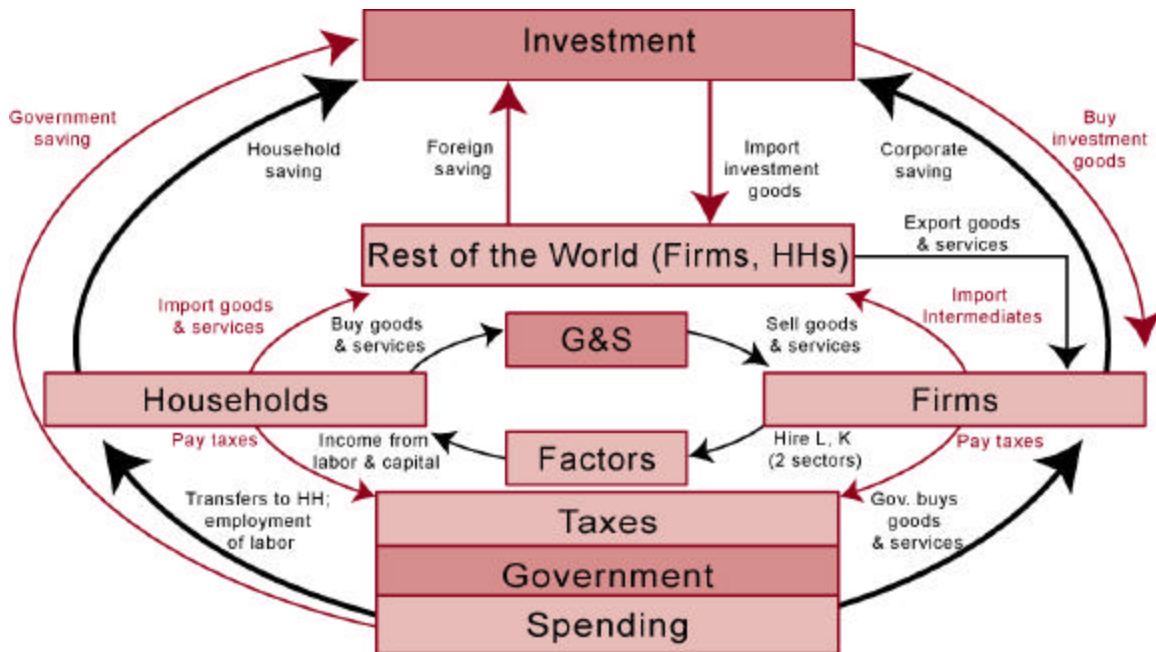 Investment
Government
saving
Household
saving
Foreign
saving
Import
investment
goods
Corporate
saving
Buy
investment
goods
Export goods
& services
Rest of the World (Firms, HHs)
Import goods
& services
Buy goods
& services
G&S
Sell goods
& services
Import
Intermediates
Households
Firms
Pay taxes
Income from
labor & capital
Factors
Hire L, K
(2 sectors)
Pay taxes
Transfers to HH;
employment
of labor
Taxes
Gov. buys
goods
& services
Government
Spending